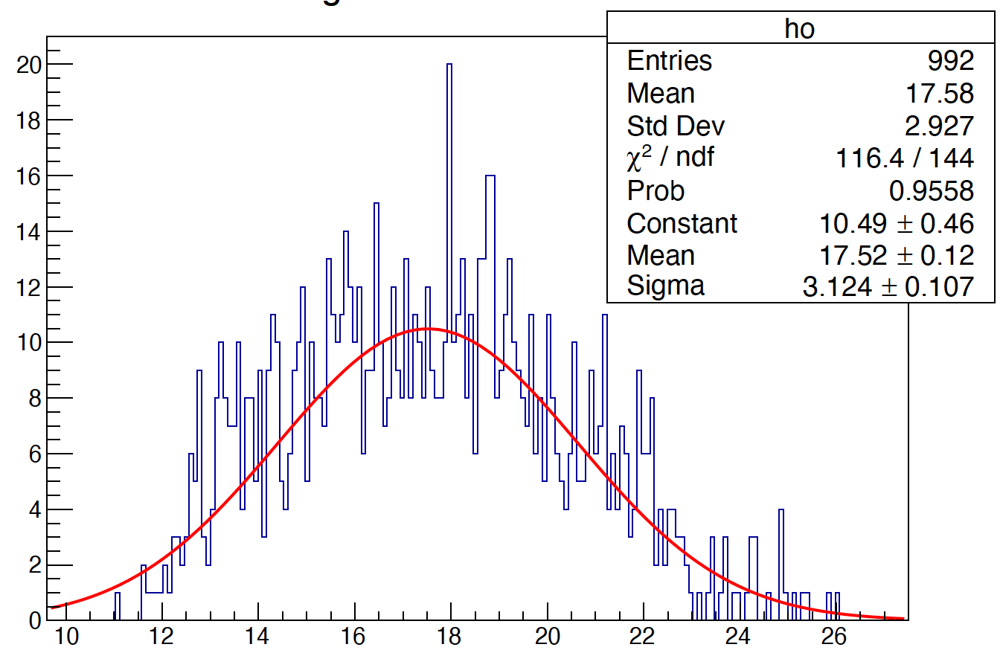 ho
Entries 992
Mean 17.58
Std Dev 2.927
χ² / ndf 116.4 / 144
Prob 0.9558
Constant 10.49 ± 0.46
Mean 17.52 ± 0.12
Sigma 3.124 ± 0.107
20
18
16
14
12
10
8
6
4
2
0
10 12 14 16 18 20 22 24 26